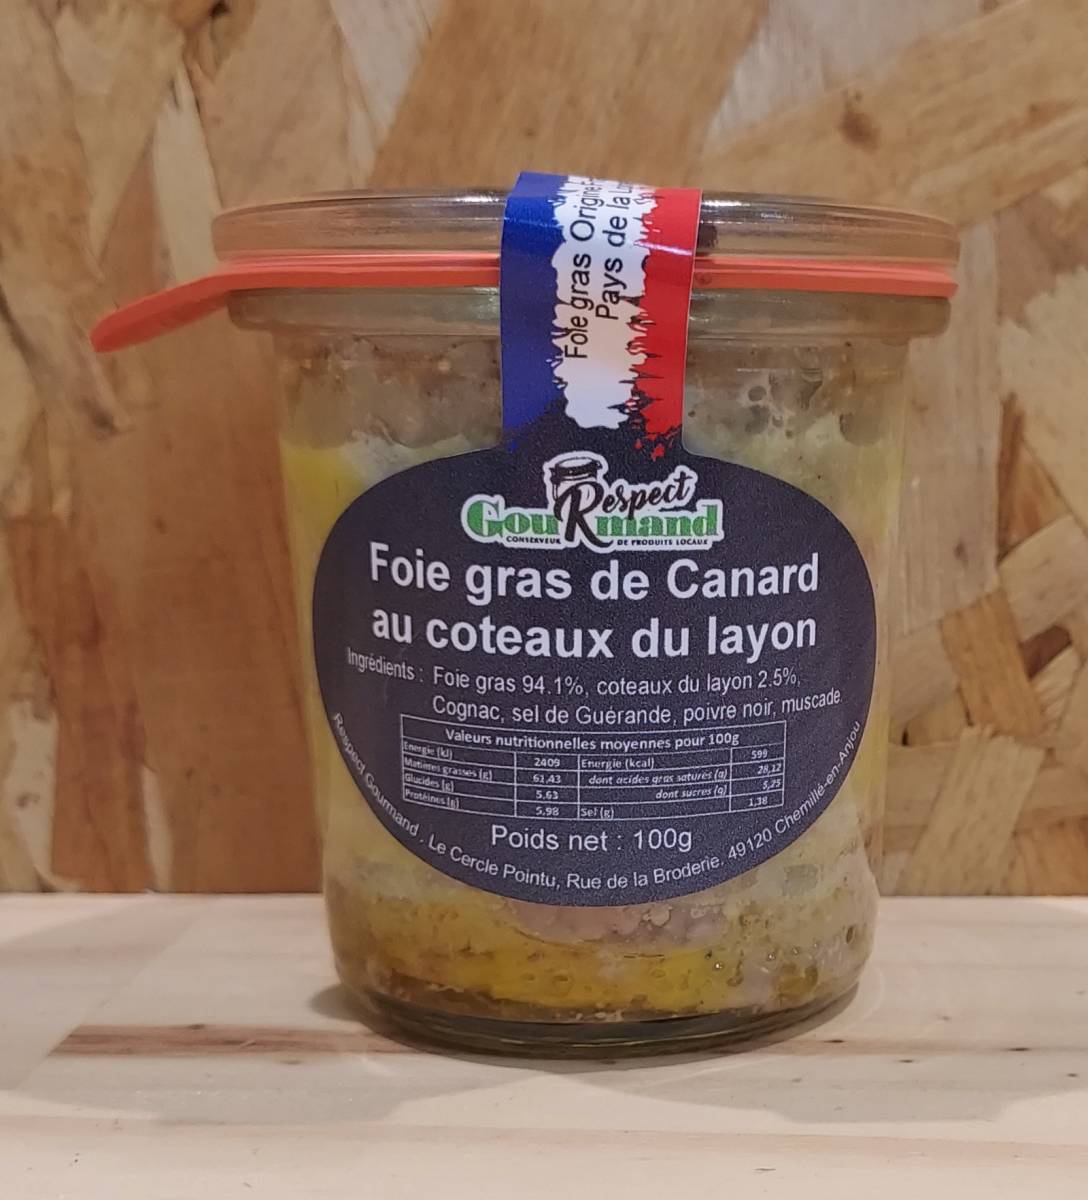 Foie gras Origine
Pays de la
Respect
GouRmand
CONSERVEUR DE PRODUITS LOCAUX
Foie gras de Canard
au coteaux du layon
Ingrédients : Foie gras 94.1%, coteaux du layon 2.5%,
Cognac, sel de Guérande, poivre noir, muscade.
Valeurs nutritionnelles moyennes pour 100g
Energie (kJ) 2409 Energie (kcal) 599
Matières grasses (g) 61,43 dont acides gras saturés (g) 28,12
Glucides (g) 5,63 dont sucres (g) 5,25
Protéines (g) 5,98 Sel (g) 1,38
Poids net : 100g
Respect Gourmand . Le Cercle Pointu, Rue de la Broderie. 49120 Chemillé-en-Anjou